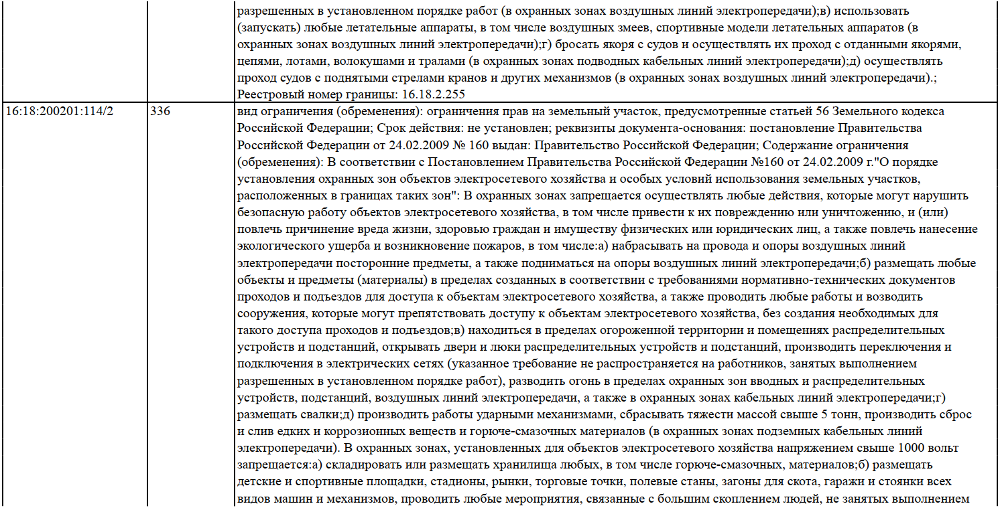 разрешенных в установленном порядке работ (в охранных зонах воздушных линий электропередачи);в) использовать
(запускать) любые летательные аппараты, в том числе воздушных змеев, спортивные модели летательных аппаратов (в
охранных зонах воздушных линий электропередачи);г) бросать якоря с судов и осуществлять их проход с отданными якорями,
цепями, лотами, волокушами и тралами (в охранных зонах подводных кабельных линий электропередачи);д) осуществлять
проход судов с поднятыми стрелами кранов и других механизмов (в охранных зонах воздушных линий электропередачи).;
Реестровый номер границы: 16.18.2.255
16:18:200201:114/2 336 вид ограничения (обременения): ограничения прав на земельный участок, предусмотренные статьей 56 Земельного кодекса
Российской Федерации; Срок действия: не установлен; реквизиты документа-основания: постановление Правительства
Российской Федерации от 24.02.2009 № 160 выдан: Правительство Российской Федерации; Содержание ограничения
(обременения): В соответствии с Постановлением Правительства Российской Федерации №160 от 24.02.2009 г."О порядке
установления охранных зон объектов электросетевого хозяйства и особых условий использования земельных участков,
расположенных в границах таких зон": В охранных зонах запрещается осуществлять любые действия, которые могут нарушить
безопасную работу объектов электросетевого хозяйства, в том числе привести к их повреждению или уничтожению, и (или)
повлечь причинение вреда жизни, здоровью граждан и имуществу физических или юридических лиц, а также повлечь нанесение
экологического ущерба и возникновение пожаров, в том числе:а) набрасывать на провода и опоры воздушных линий
электропередачи посторонние предметы, а также подниматься на опоры воздушных линий электропередачи;б) размещать любые
объекты и предметы (материалы) в пределах созданных в соответствии с требованиями нормативно-технических документов
проходов и подъездов для доступа к объектам электросетевого хозяйства, а также проводить любые работы и возводить
сооружения, которые могут препятствовать доступу к объектам электросетевого хозяйства, без создания необходимых для
такого доступа проходов и подъездов;в) находиться в пределах огороженной территории и помещениях распределительных
устройств и подстанций, открывать двери и люки распределительных устройств и подстанций, производить переключения и
подключения в электрических сетях (указанное требование не распространяется на работников, занятых выполнением
разрешенных в установленном порядке работ), разводить огонь в пределах охранных зон вводных и распределительных
устройств, подстанций, воздушных линий электропередачи, а также в охранных зонах кабельных линий электропередачи;г)
размещать свалки;д) производить работы ударными механизмами, сбрасывать тяжести массой свыше 5 тонн, производить сброс
и слив едких и коррозионных веществ и горюче-смазочных материалов (в охранных зонах подземных кабельных линий
электропередачи). В охранных зонах, установленных для объектов электросетевого хозяйства напряжением свыше 1000 вольт
запрещается:а) складировать или размещать хранилища любых, в том числе горюче-смазочных, материалов;б) размещать
детские и спортивные площадки, стадионы, рынки, торговые точки, полевые станы, загоны для скота, гаражи и стоянки всех
видов машин и механизмов, проводить любые мероприятия, связанные с большим скоплением людей, не занятых выполнением